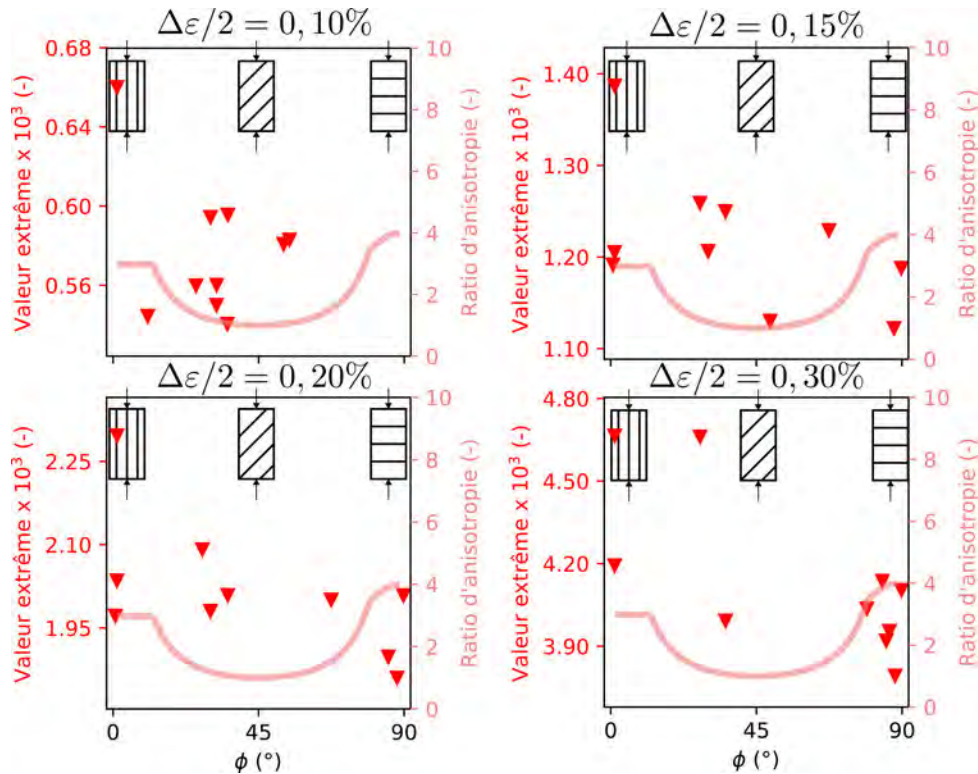 Δε/2 = 0, 10%
Valeur extrême x 10³ (-)
0.68
0.64
0.60
0.56
10
8
6
4
2
0
Ratio d'anisotropie (-)
Δε/2 = 0, 15%
Valeur extrême x 10³ (-)
1.40
1.30
1.20
1.10
10
8
6
4
2
0
Ratio d'anisotropie (-)
Δε/2 = 0, 20%
Valeur extrême x 10³ (-)
2.25
2.10
1.95
10
8
6
4
2
0
Ratio d'anisotropie (-)
0 45 90
ϕ (°)
Δε/2 = 0, 30%
Valeur extrême x 10³ (-)
4.80
4.50
4.20
3.90
10
8
6
4
2
0
Ratio d'anisotropie (-)
0 45 90
ϕ (°)